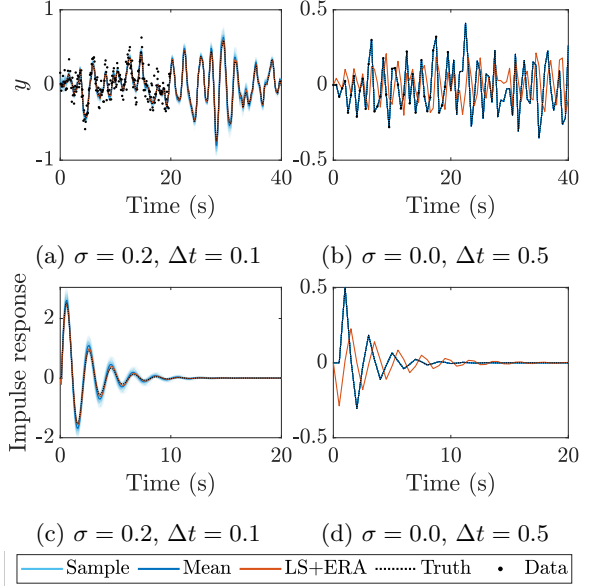 1
0
-1
y
0 20 40
Time (s)
0.5
0
-0.5
0 10 20 30 40
Time (s)
(a) σ = 0.2, Δt = 0.1
(b) σ = 0.0, Δt = 0.5
Impulse response
2
0
-2
0 10 20
Time (s)
0.5
0
-0.5
0 10 20
Time (s)
(c) σ = 0.2, Δt = 0.1
(d) σ = 0.0, Δt = 0.5
Sample Mean LS+ERA Truth Data